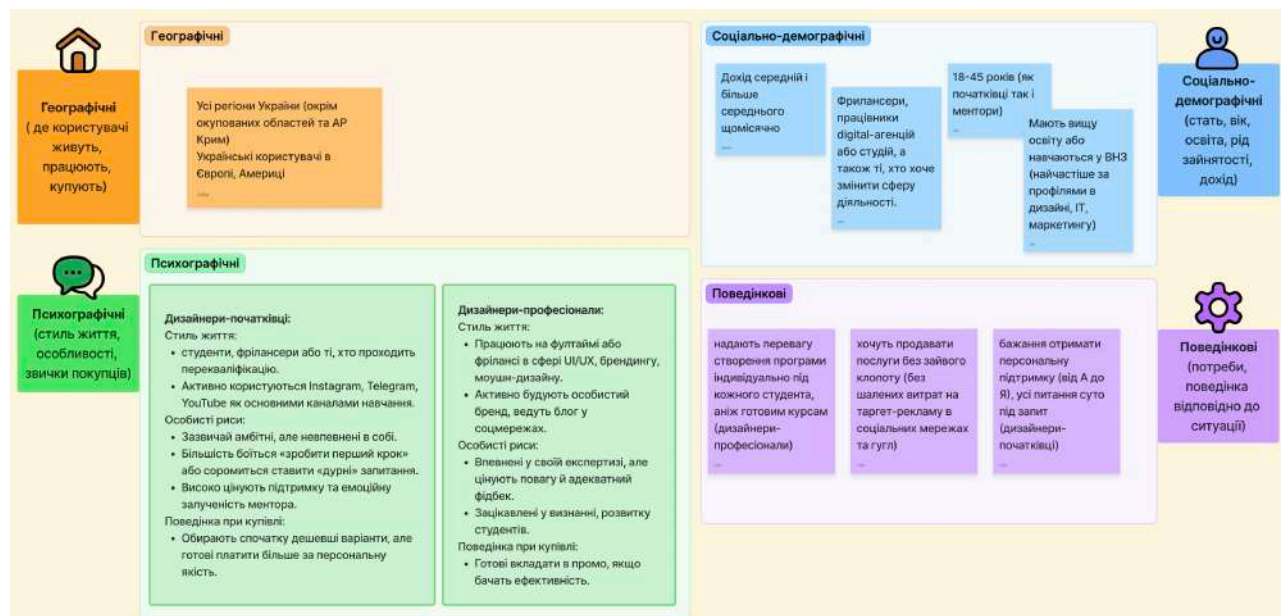 Географічні
( де користувачі
живуть,
працюють,
купують)
Географічні
Усі регіони України (окрім
окупованих областей та АР
Крим)
Українські користувачі в
Європі, Америці
...
Соціально-демографічні
Дохід середній і
більше
середнього
щомісячно
...
Фрилансери,
працівники
digital-агенцій
або студій, а
також ті, хто хоче
змінити сферу
діяльності.
...
18-45 років (як
початківці так і
ментори)
...
Мають вищу
освіту або
навчаються у ВНЗ
(найчастіше за
профілями в
дизайні, ІТ,
маркетингу)
...
Соціально-
демографічні
(стать, вік,
освіта, рід
зайнятості,
дохід)
Психографічні
(стиль життя,
особливості,
звички покупців)
Психографічні
Дизайнери-початківці:
Стиль життя:
• студенти, фрілансери або ті, хто проходить
перекваліфікацію.
• Активно користуються Instagram, Telegram,
YouTube як основними каналами навчання.
Особисті риси:
• Зазвичай амбітні, але невпевнені в собі.
• Більшість боїться «зробити перший крок»
або соромиться ставити «дурні» запитання.
• Високо цінують підтримку та емоційну
залученість ментора.
Поведінка при купівлі:
• Обирають спочатку дешевші варіанти, але
готові платити більше за персональну
якість.
Дизайнери-професіонали:
Стиль життя:
• Працюють на фултаймі або
фрілансі в сфері UI/UX, брендингу,
моушн-дизайну.
• Активно будують особистий
бренд, ведуть блог у
соцмережах.
Особисті риси:
• Впевнені у своїй експертизі, але
цінують повагу й адекватний
фідбек.
• Зацікавлені у визнанні, розвитку
студентів.
Поведінка при купівлі:
• Готові вкладати в промо, якщо
бачать ефективність.
Поведінкові
надають перевагу
створення програми
індивідуально під
кожного студента,
аніж готовим курсам
(дизайнери-
професіонали)
...
хочуть продавати
послуги без зайвого
клопоту (без
шалених витрат на
таргет-рекламу в
соціальних мережах
та гугл)
...
бажання отримати
персональну
підтримку (від А до
Я), усі питання суто
під запит
(дизайнери-
початківці)
...
Поведінкові
(потреби,
поведінка
відповідно до
ситуації)